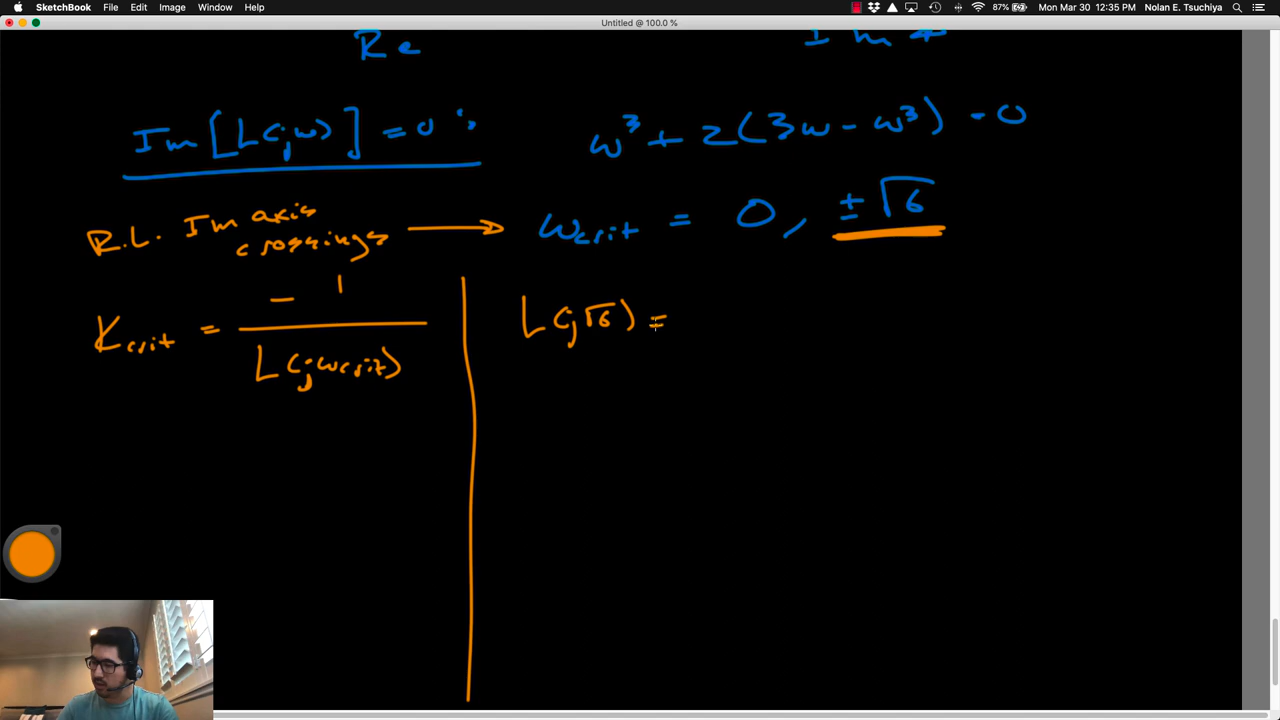 SketchBook File Edit Image Window Help 87% Mon Mar 30 12:35 PM Nolan E. Tsuchiya
Untitled @ 100.0 %
Re
Im[L(jω)] = 0 : ω³ + 2(3ω - ω³) = 0
R.L. Im axis crossings → ωcrit = 0, ±√6
Kcrit = -1 / L(jωcrit)
L(j√6) =